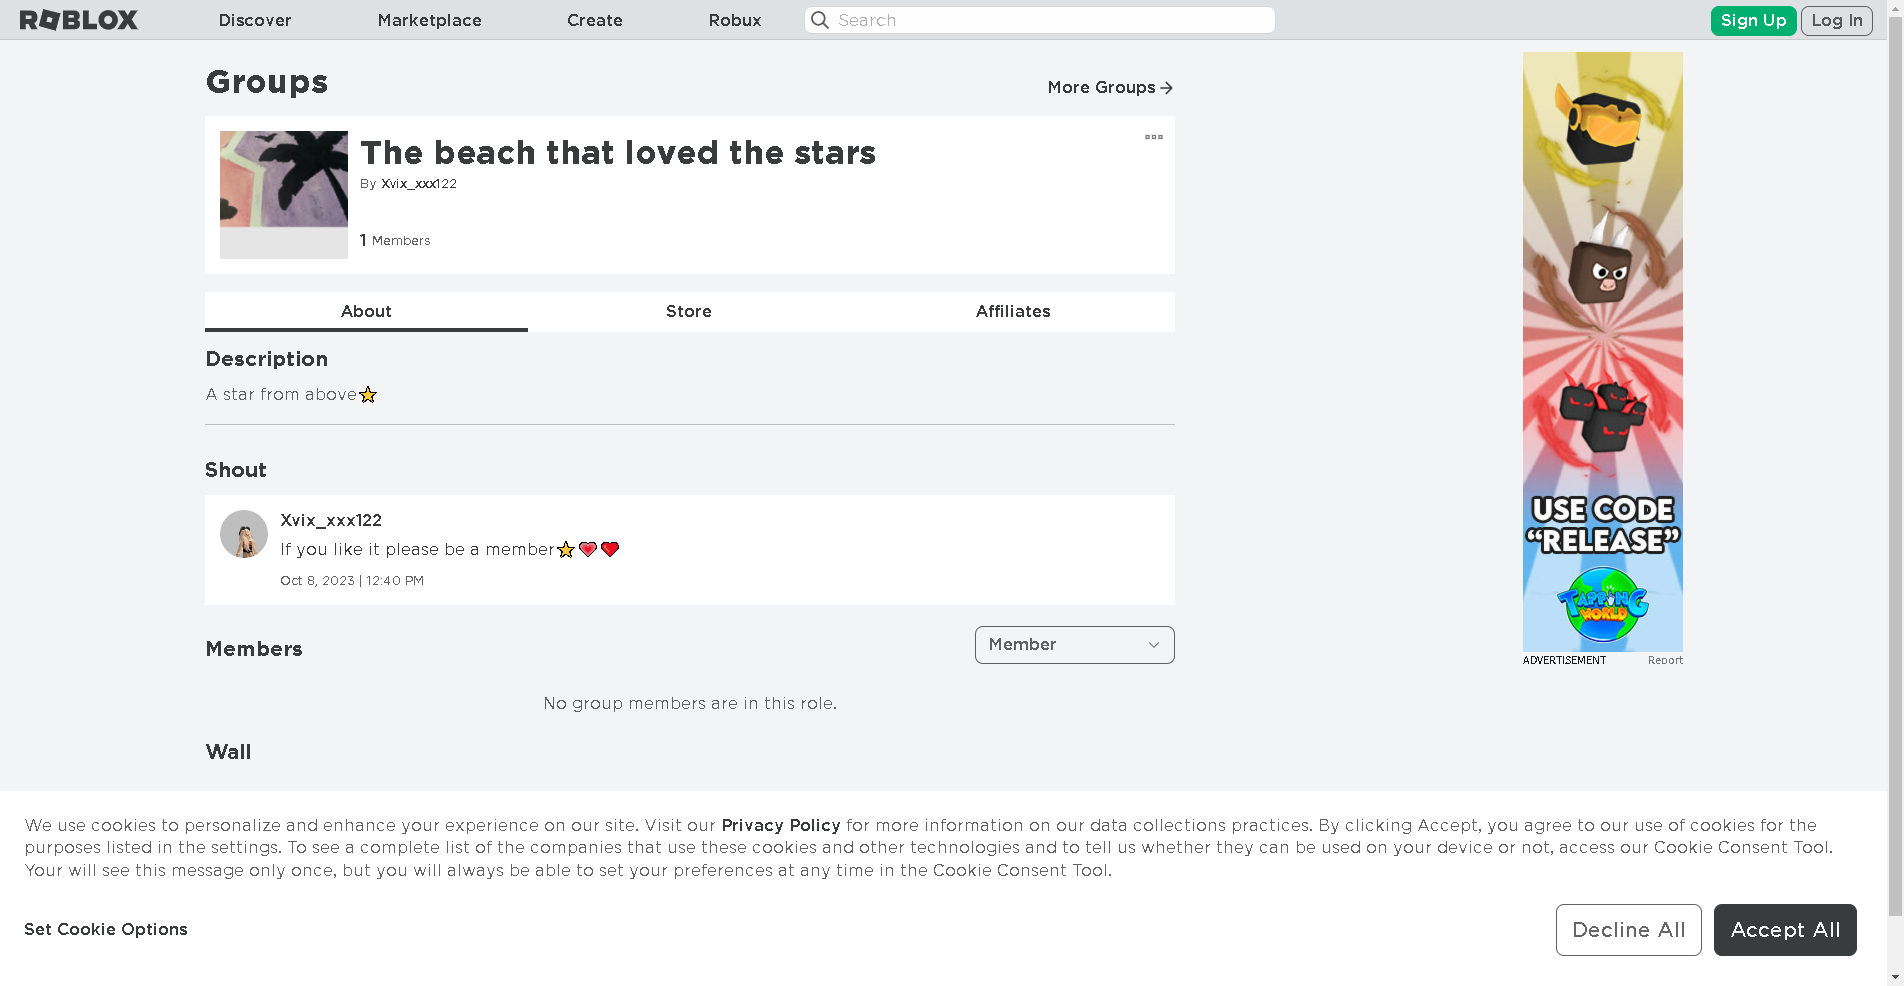 ROBLOX Discover Marketplace Create Robux Search Sign Up Log In
Groups
More Groups
The beach that loved the stars
By Xvix_xxx122
1 Members
About Store Affiliates
Description
A star from above⭐
Shout
Xvix_xxx122
If you like it please be a member⭐💗❤️
Oct 8, 2023 | 12:40 PM
Members
Member
No group members are in this role.
Wall
USE CODE
“RELEASE”
TAPPING
WORLD
ADVERTISEMENT Report
We use cookies to personalize and enhance your experience on our site. Visit our Privacy Policy for more information on our data collections practices. By clicking Accept, you agree to our use of cookies for the
purposes listed in the settings. To see a complete list of the companies that use these cookies and other technologies and to tell us whether they can be used on your device or not, access our Cookie Consent Tool.
Your will see this message only once, but you will always be able to set your preferences at any time in the Cookie Consent Tool.
Set Cookie Options
Decline All
Accept All